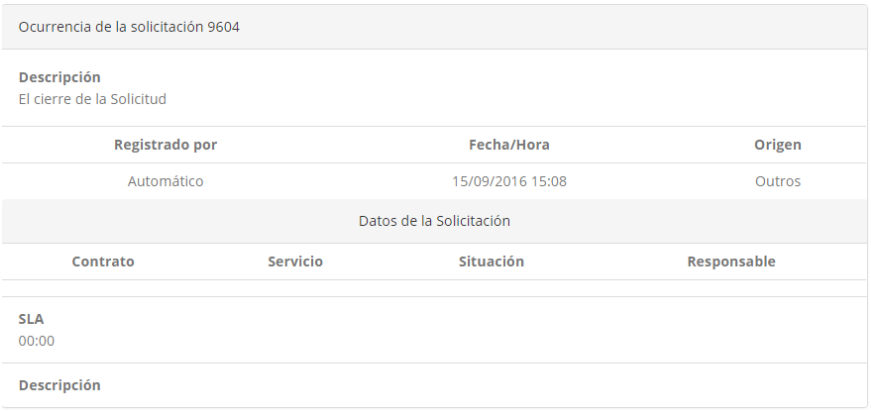 Ocurrencia de la solicitación 9604
Descripción
El cierre de la Solicitud
Registrado por Fecha/Hora Origen
Automático 15/09/2016 15:08 Outros
Datos de la Solicitación
Contrato Servicio Situación Responsable
SLA
00:00
Descripción